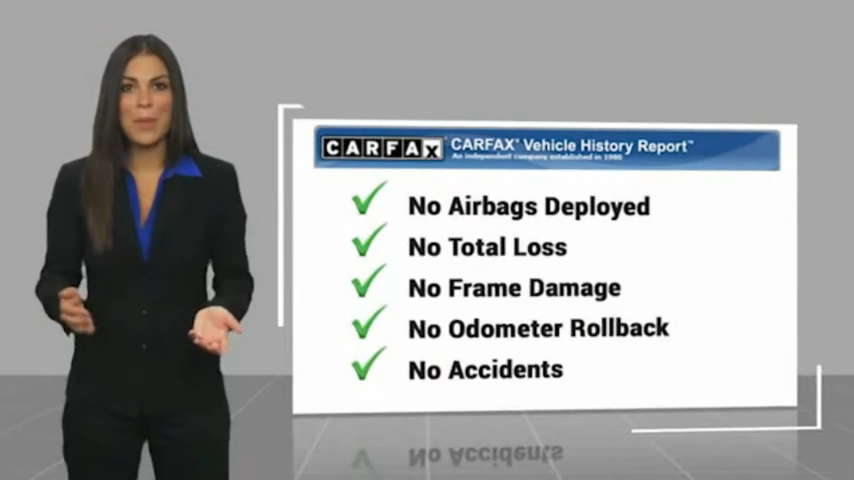 CARFAX CARFAX® Vehicle History Report™
An independent company established in 1986
No Airbags Deployed
No Total Loss
No Frame Damage
No Odometer Rollback
No Accidents
No Accidents